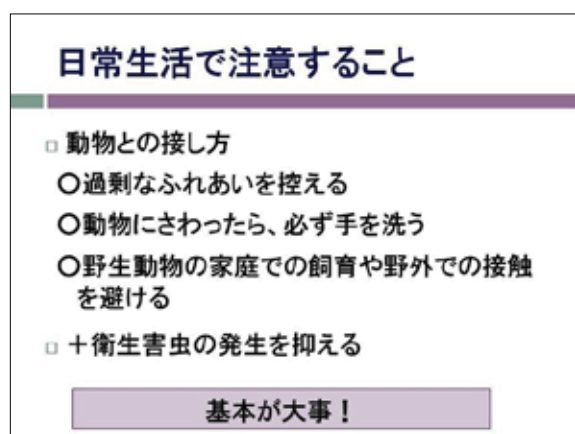 日常生活で注意すること
□ 動物との接し方
○過剰なふれあいを控える
○動物にさわったら、必ず手を洗う
○野生動物の家庭での飼育や野外での接触
を避ける
□ +衛生害虫の発生を抑える
基本が大事！